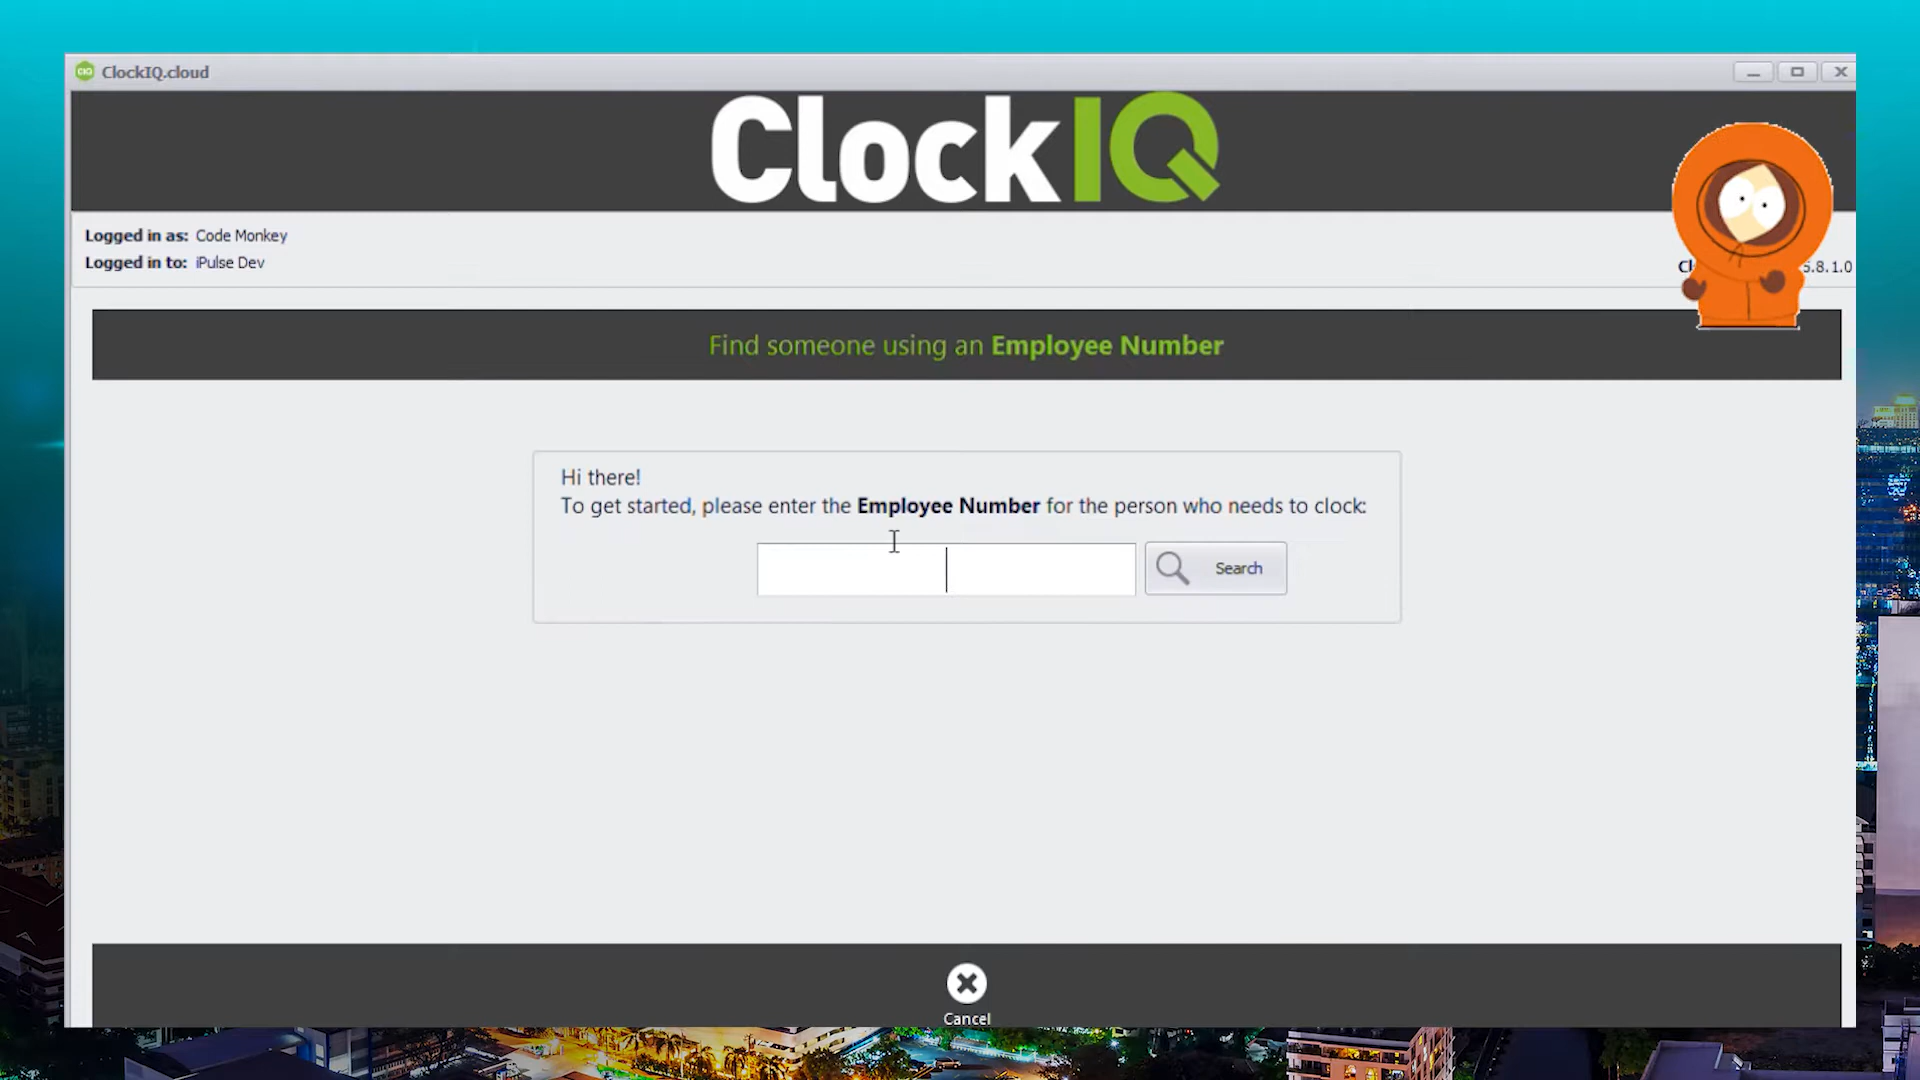 ClockIQ.cloud
ClockIQ
Logged in as: Code Monkey
Logged in to: iPulse Dev
5.8.1.0
Find someone using an Employee Number
Hi there!
To get started, please enter the Employee Number for the person who needs to clock:
Search
Cancel